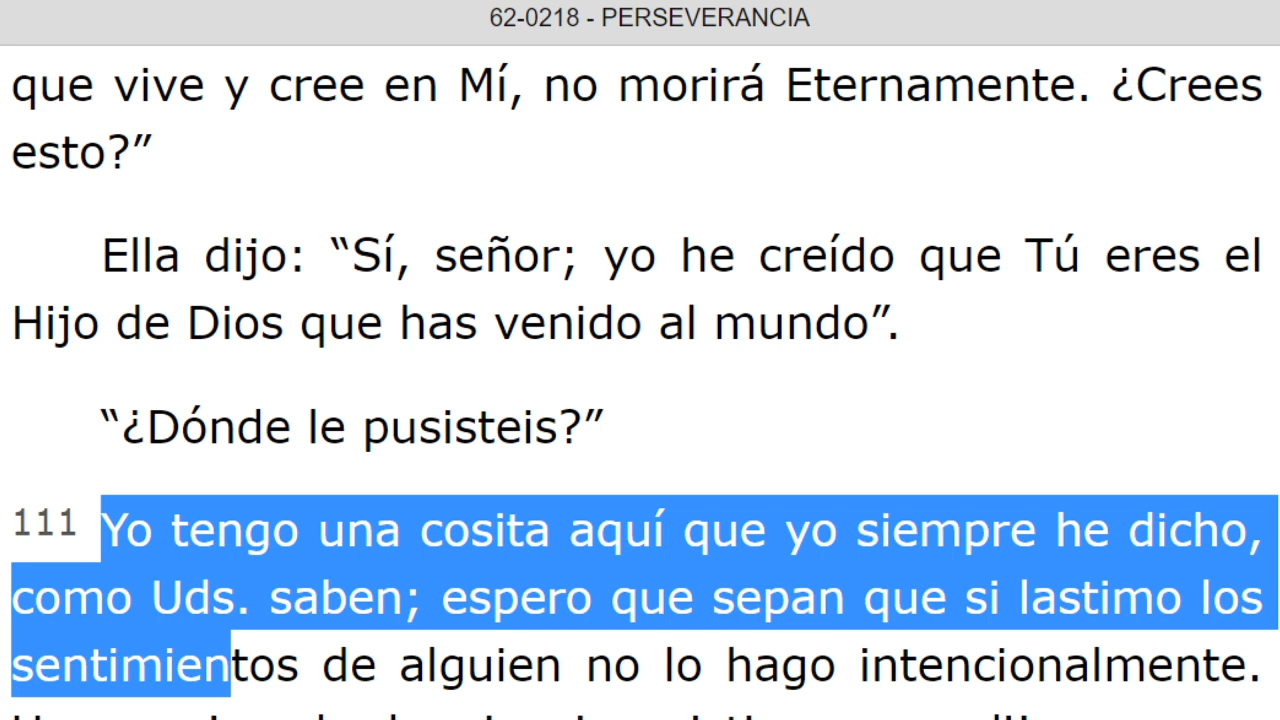 62-0218 - PERSEVERANCIA
que vive y cree en Mí, no morirá Eternamente. ¿Crees
esto?”
Ella dijo: “Sí, señor; yo he creído que Tú eres el
Hijo de Dios que has venido al mundo”.
“¿Dónde le pusisteis?”
111 Yo tengo una cosita aquí que yo siempre he dicho,
como Uds. saben; espero que sepan que si lastimo los
sentimientos de alguien no lo hago intencionalmente.